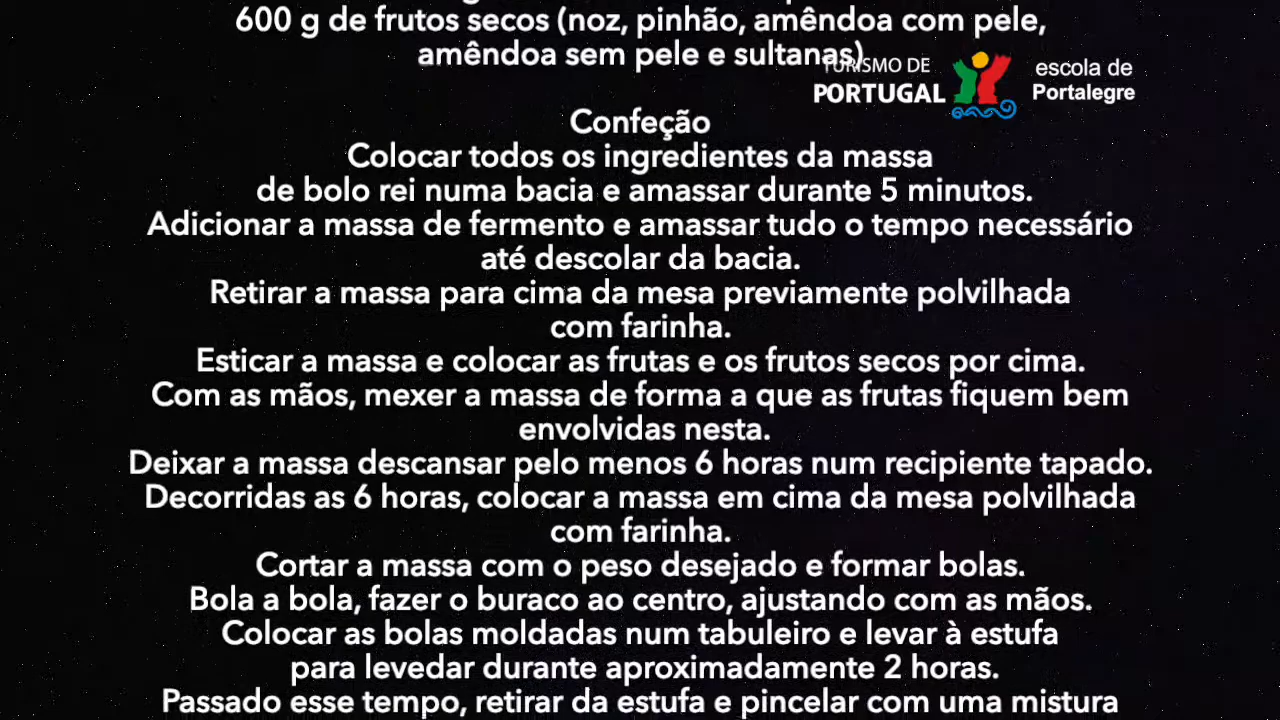 600 g de frutos secos (noz, pinhão, amêndoa com pele,
amêndoa sem pele e sultanas)
TURISMO DE
PORTUGAL
escola de
Portalegre
Confeção
Colocar todos os ingredientes da massa
de bolo rei numa bacia e amassar durante 5 minutos.
Adicionar a massa de fermento e amassar tudo o tempo necessário
até descolar da bacia.
Retirar a massa para cima da mesa previamente polvilhada
com farinha.
Esticar a massa e colocar as frutas e os frutos secos por cima.
Com as mãos, mexer a massa de forma a que as frutas fiquem bem
envolvidas nesta.
Deixar a massa descansar pelo menos 6 horas num recipiente tapado.
Decorridas as 6 horas, colocar a massa em cima da mesa polvilhada
com farinha.
Cortar a massa com o peso desejado e formar bolas.
Bola a bola, fazer o buraco ao centro, ajustando com as mãos.
Colocar as bolas moldadas num tabuleiro e levar à estufa
para levedar durante aproximadamente 2 horas.
Passado esse tempo, retirar da estufa e pincelar com uma mistura